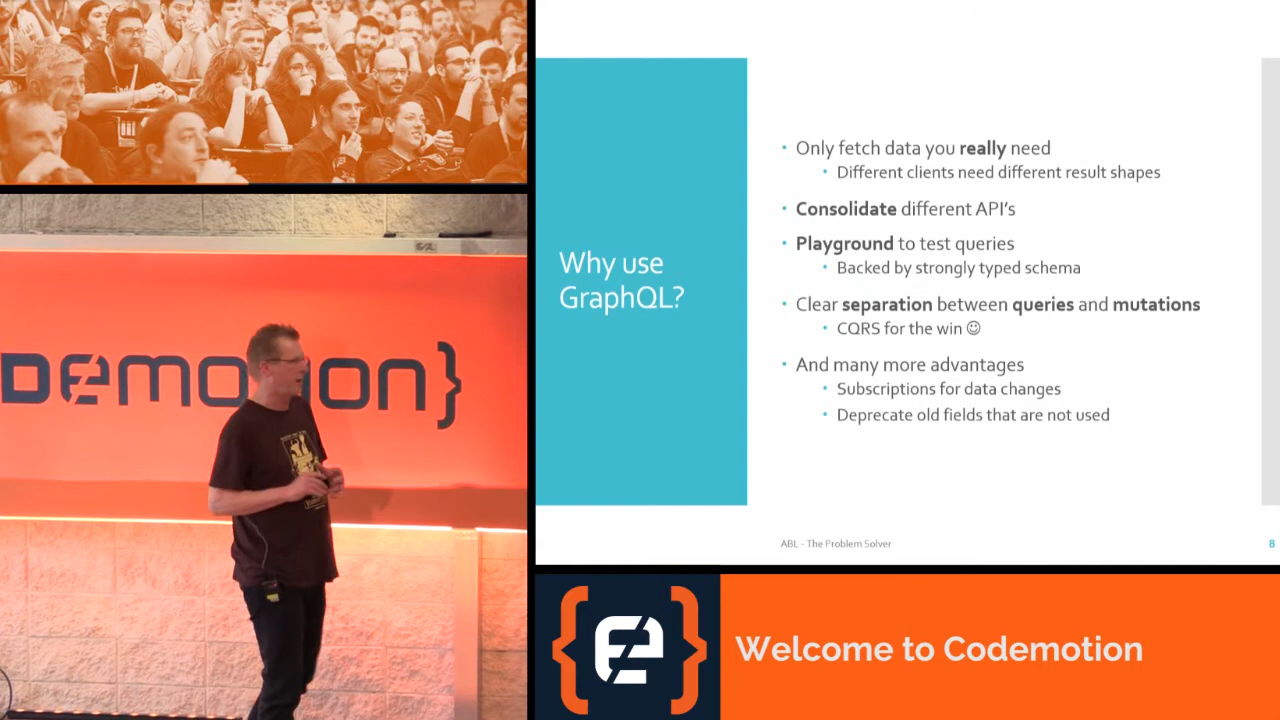 DEMOTION}
Why use
GraphQL?
Only fetch data you really need
Different clients need different result shapes
Consolidate different API's
Playground to test queries
Backed by strongly typed schema
Clear separation between queries and mutations
CQRS for the win ☺
And many more advantages
Subscriptions for data changes
Deprecate old fields that are not used
ABL - The Problem Solver
8
Welcome to Codemotion